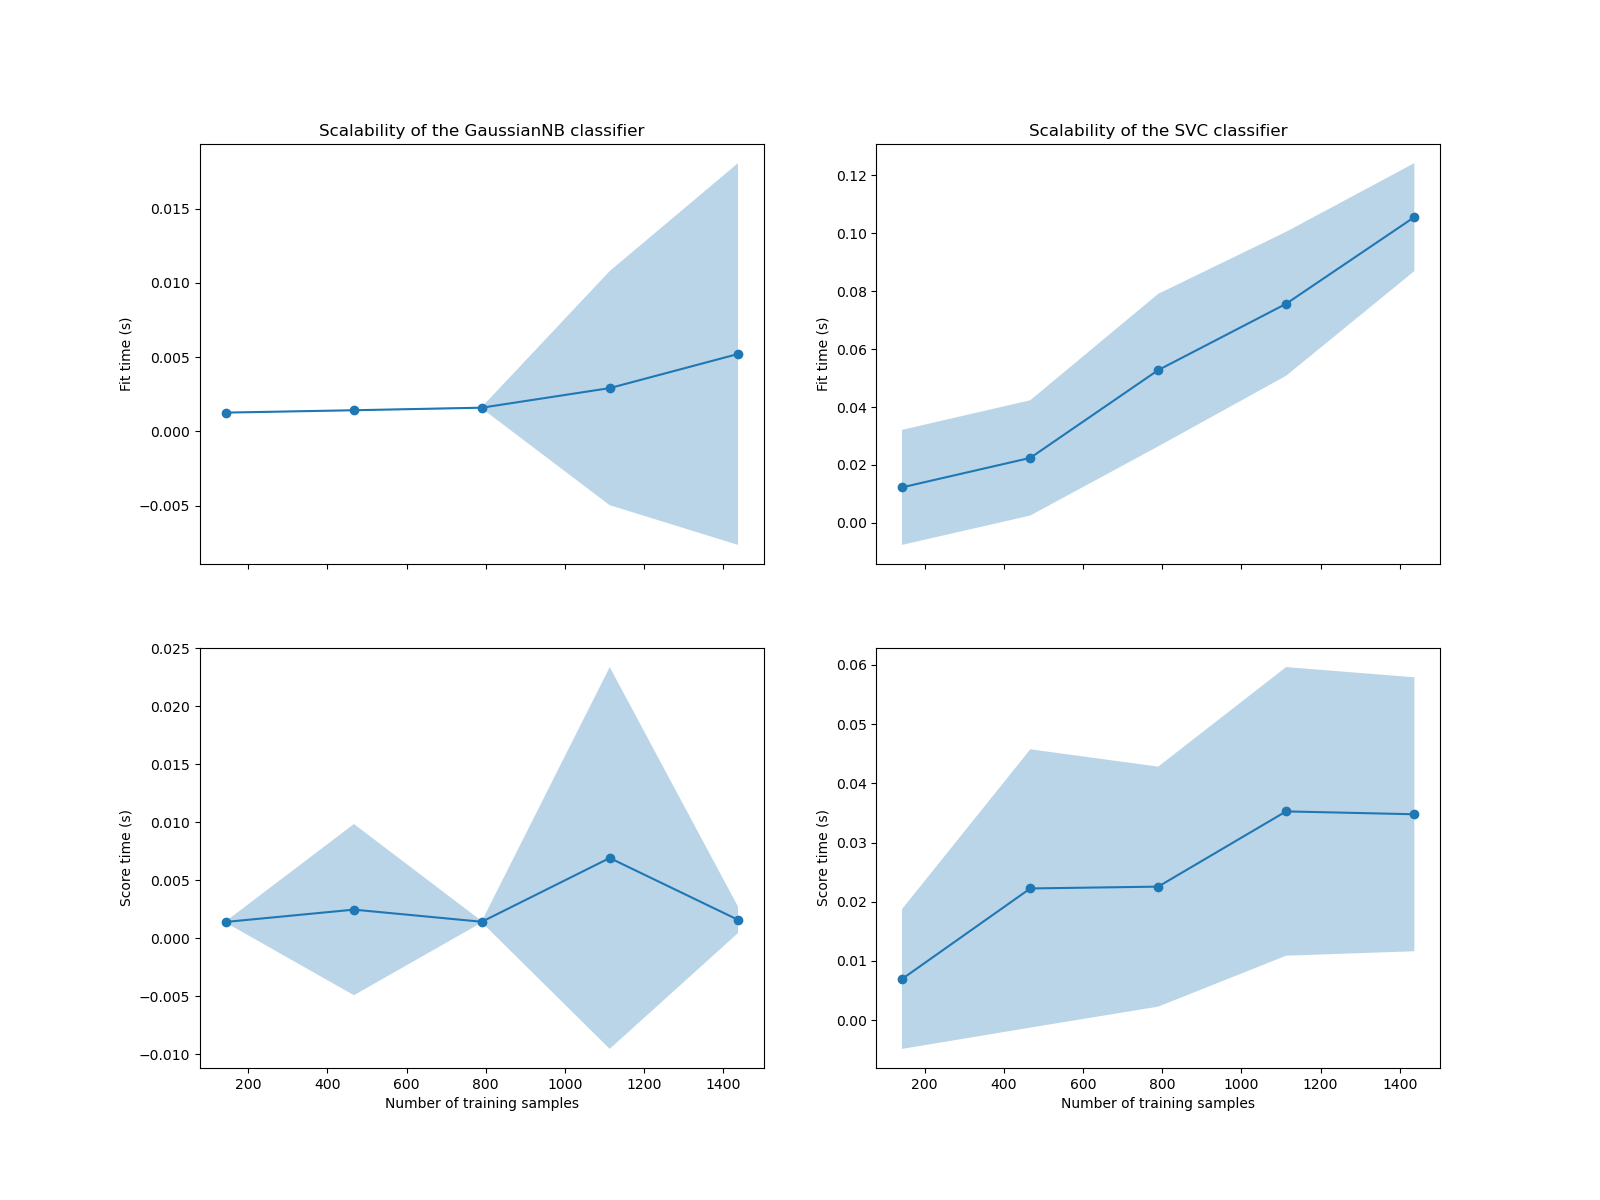 Scalability of the GaussianNB classifier
0.015
0.010
0.005
0.000
−0.005
Fit time (s)
Scalability of the SVC classifier
0.12
0.10
0.08
0.06
0.04
0.02
0.00
Fit time (s)
0.025
0.020
0.015
0.010
0.005
0.000
−0.005
−0.010
Score time (s)
200 400 600 800 1000 1200 1400
Number of training samples
0.06
0.05
0.04
0.03
0.02
0.01
0.00
Score time (s)
200 400 600 800 1000 1200 1400
Number of training samples